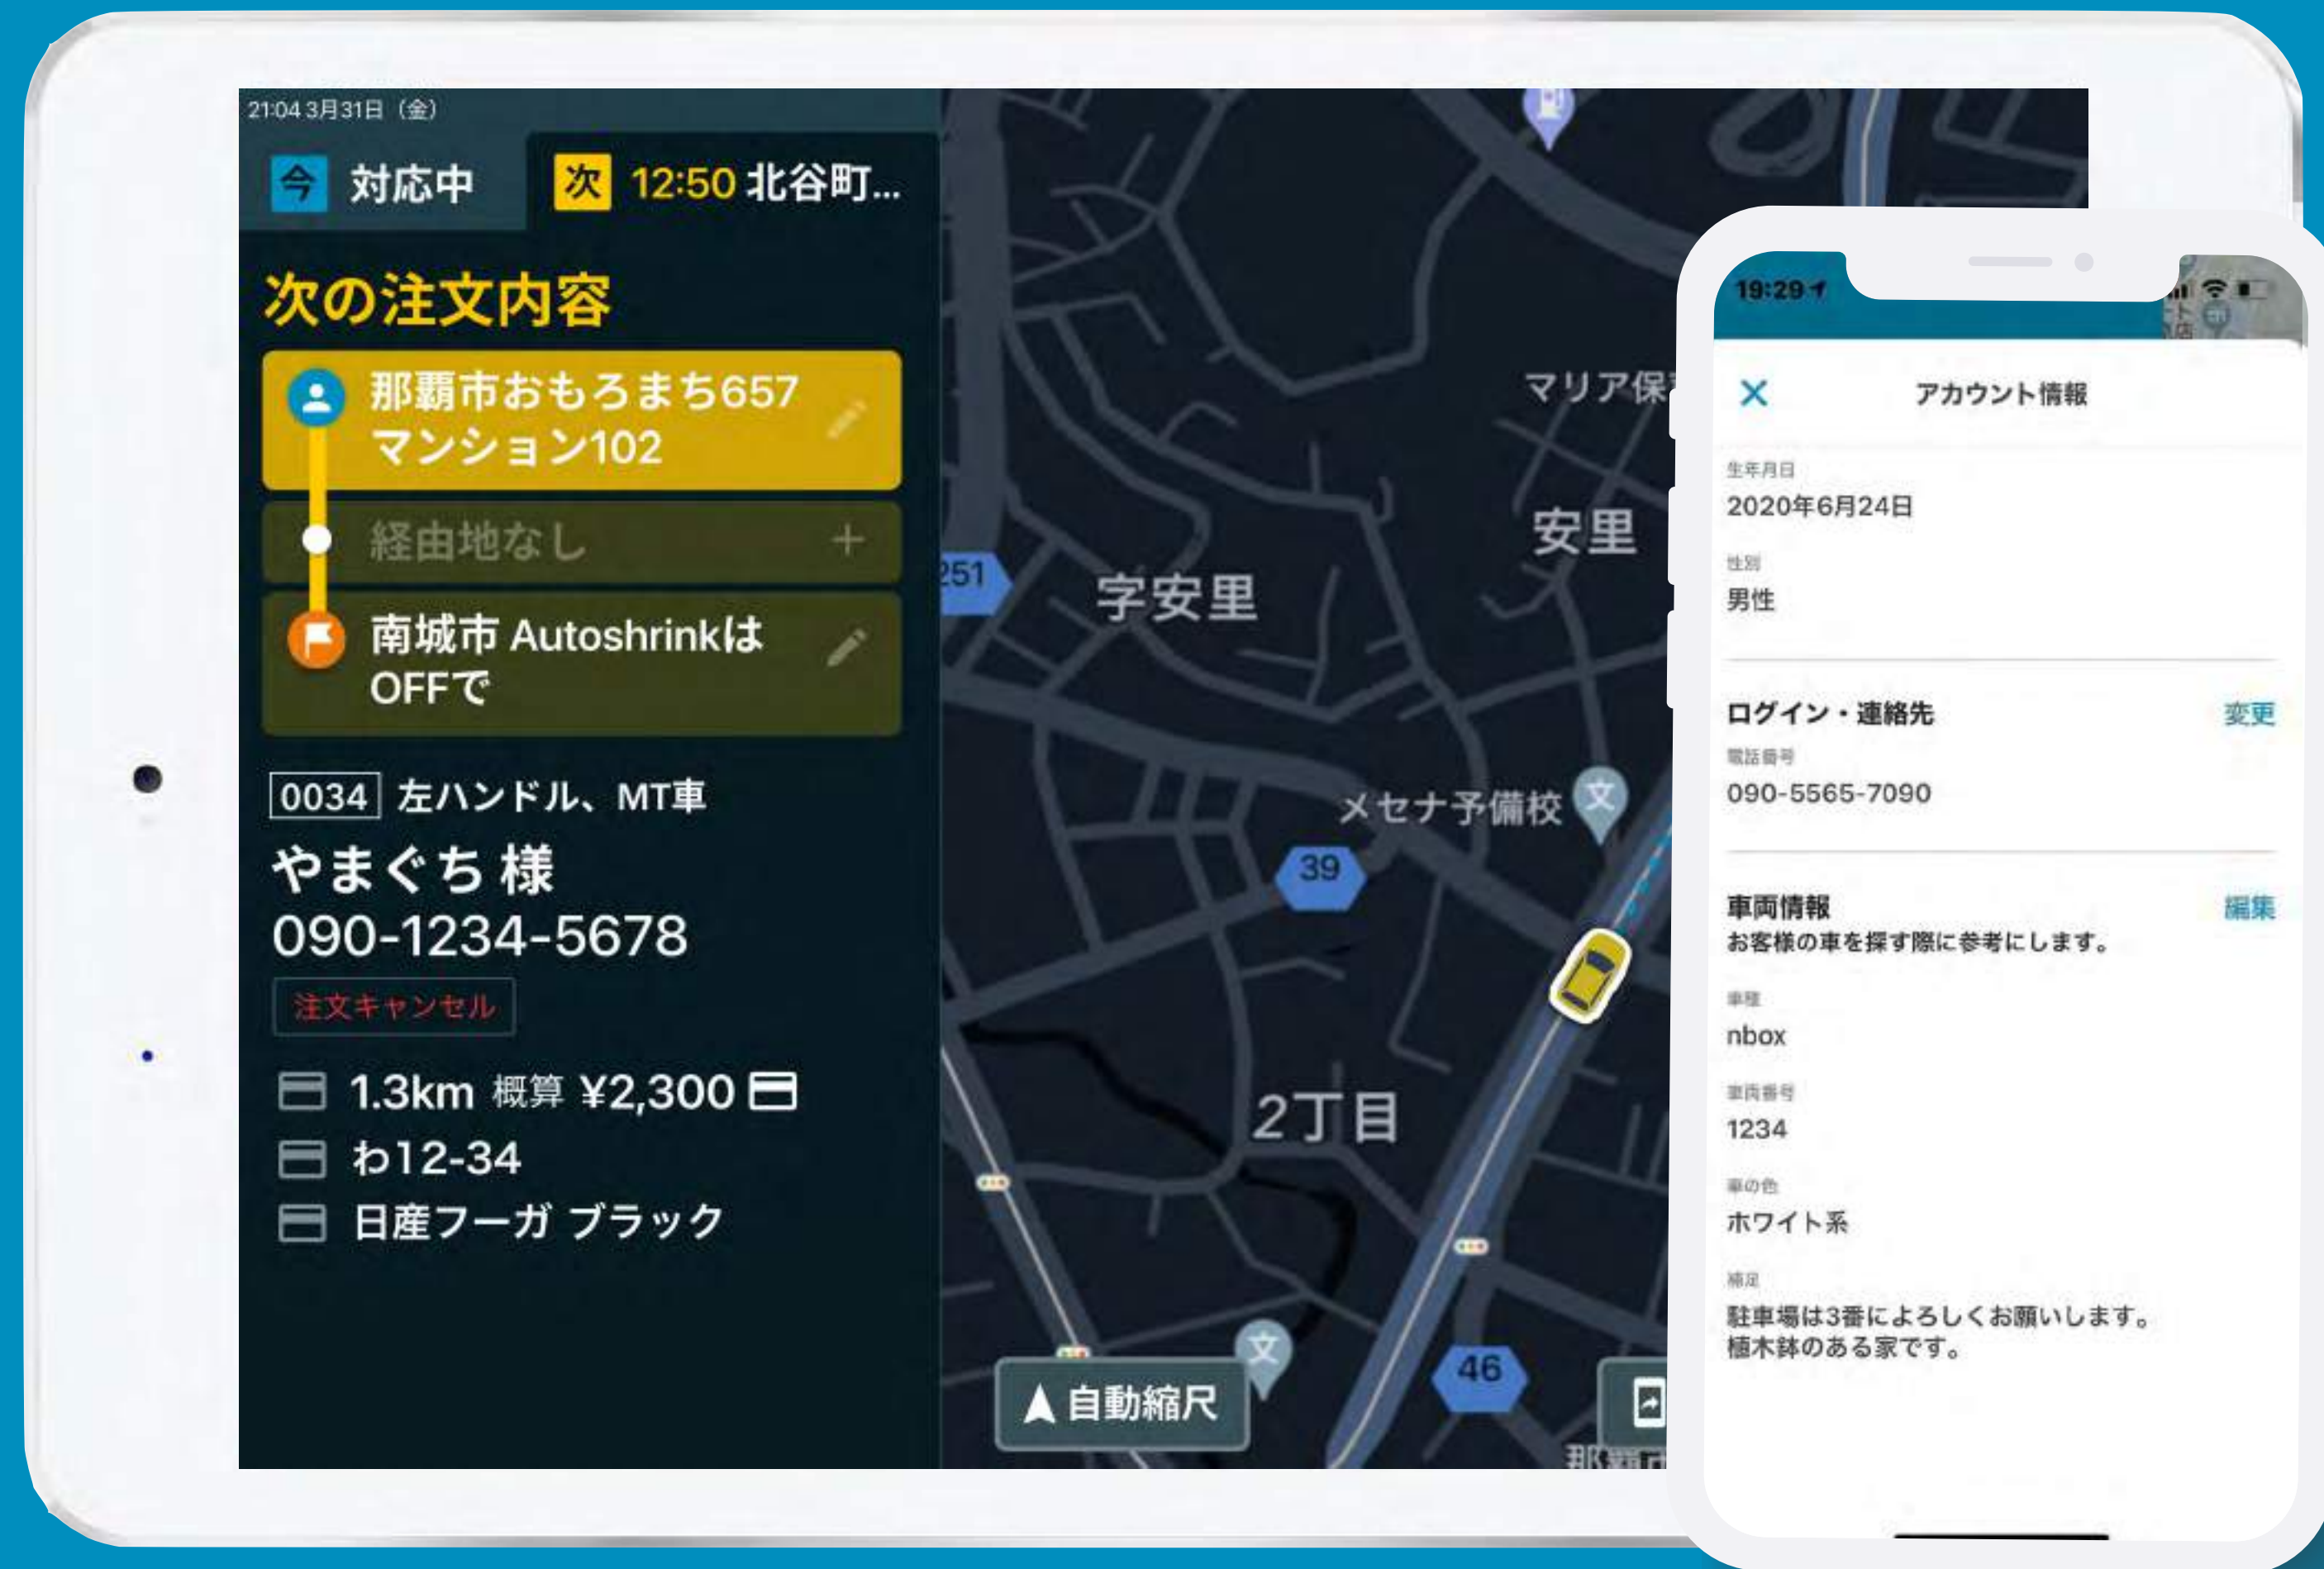 21:04 3月31日（金）
今 対応中
次 12:50 北谷町...
次の注文内容
那覇市おもろまち657
マンション102
経由地なし
南城市 Autoshrinkは
OFFで
0034 左ハンドル、MT車
やまぐち 様
090-1234-5678
注文キャンセル
1.3km 概算 ¥2,300
わ12-34
日産フーガ ブラック
マリア保
安里
字安里
251
メセナ予備校
文
39
2丁目
文
46
自動縮尺
那覇市
19:29
アカウント情報
生年月日
2020年6月24日
性別
男性
ログイン・連絡先
変更
電話番号
090-5565-7090
車両情報
編集
お客様の車を探す際に参考にします。
車種
nbox
車両番号
1234
車の色
ホワイト系
補足
駐車場は3番によろしくお願いします。
植木鉢のある家です。